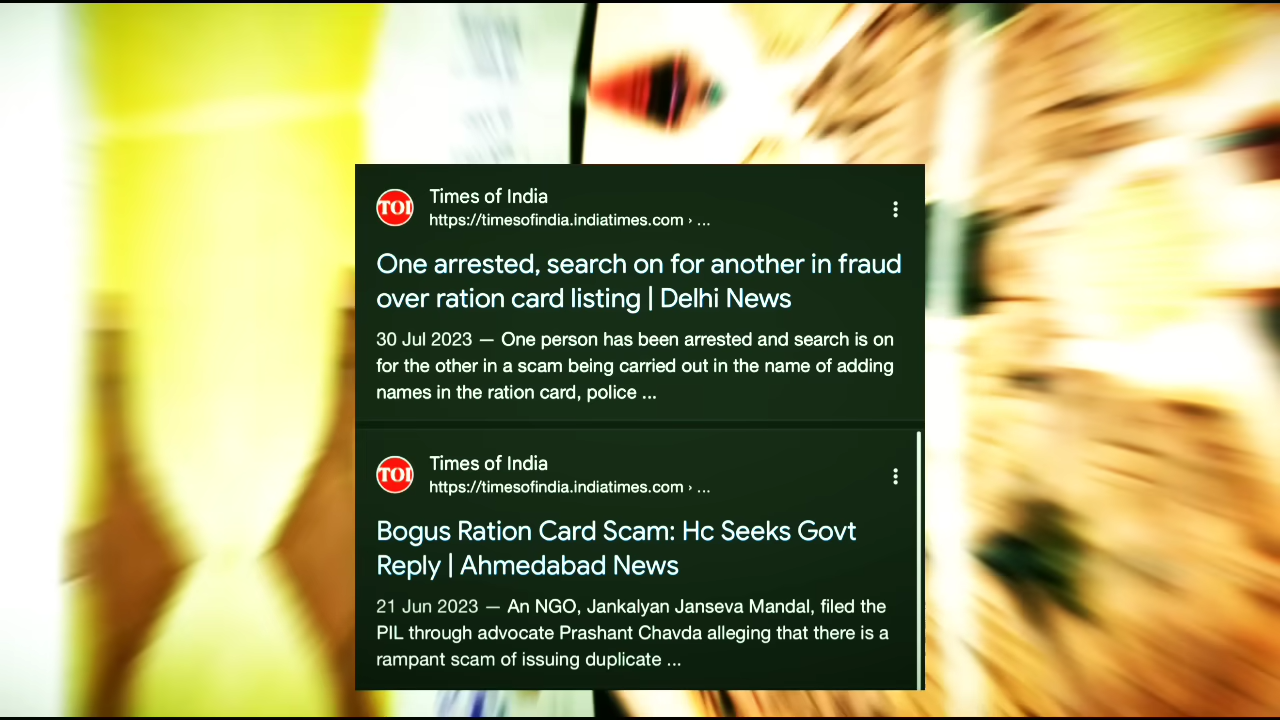 TOI
Times of India
https://timesofindia.indiatimes.com › ...
One arrested, search on for another in fraud
over ration card listing | Delhi News
30 Jul 2023 — One person has been arrested and search is on
for the other in a scam being carried out in the name of adding
names in the ration card, police ...
TOI
Times of India
https://timesofindia.indiatimes.com › ...
Bogus Ration Card Scam: Hc Seeks Govt
Reply | Ahmedabad News
21 Jun 2023 — An NGO, Jankalyan Janseva Mandal, filed the
PIL through advocate Prashant Chavda alleging that there is a
rampant scam of issuing duplicate ...